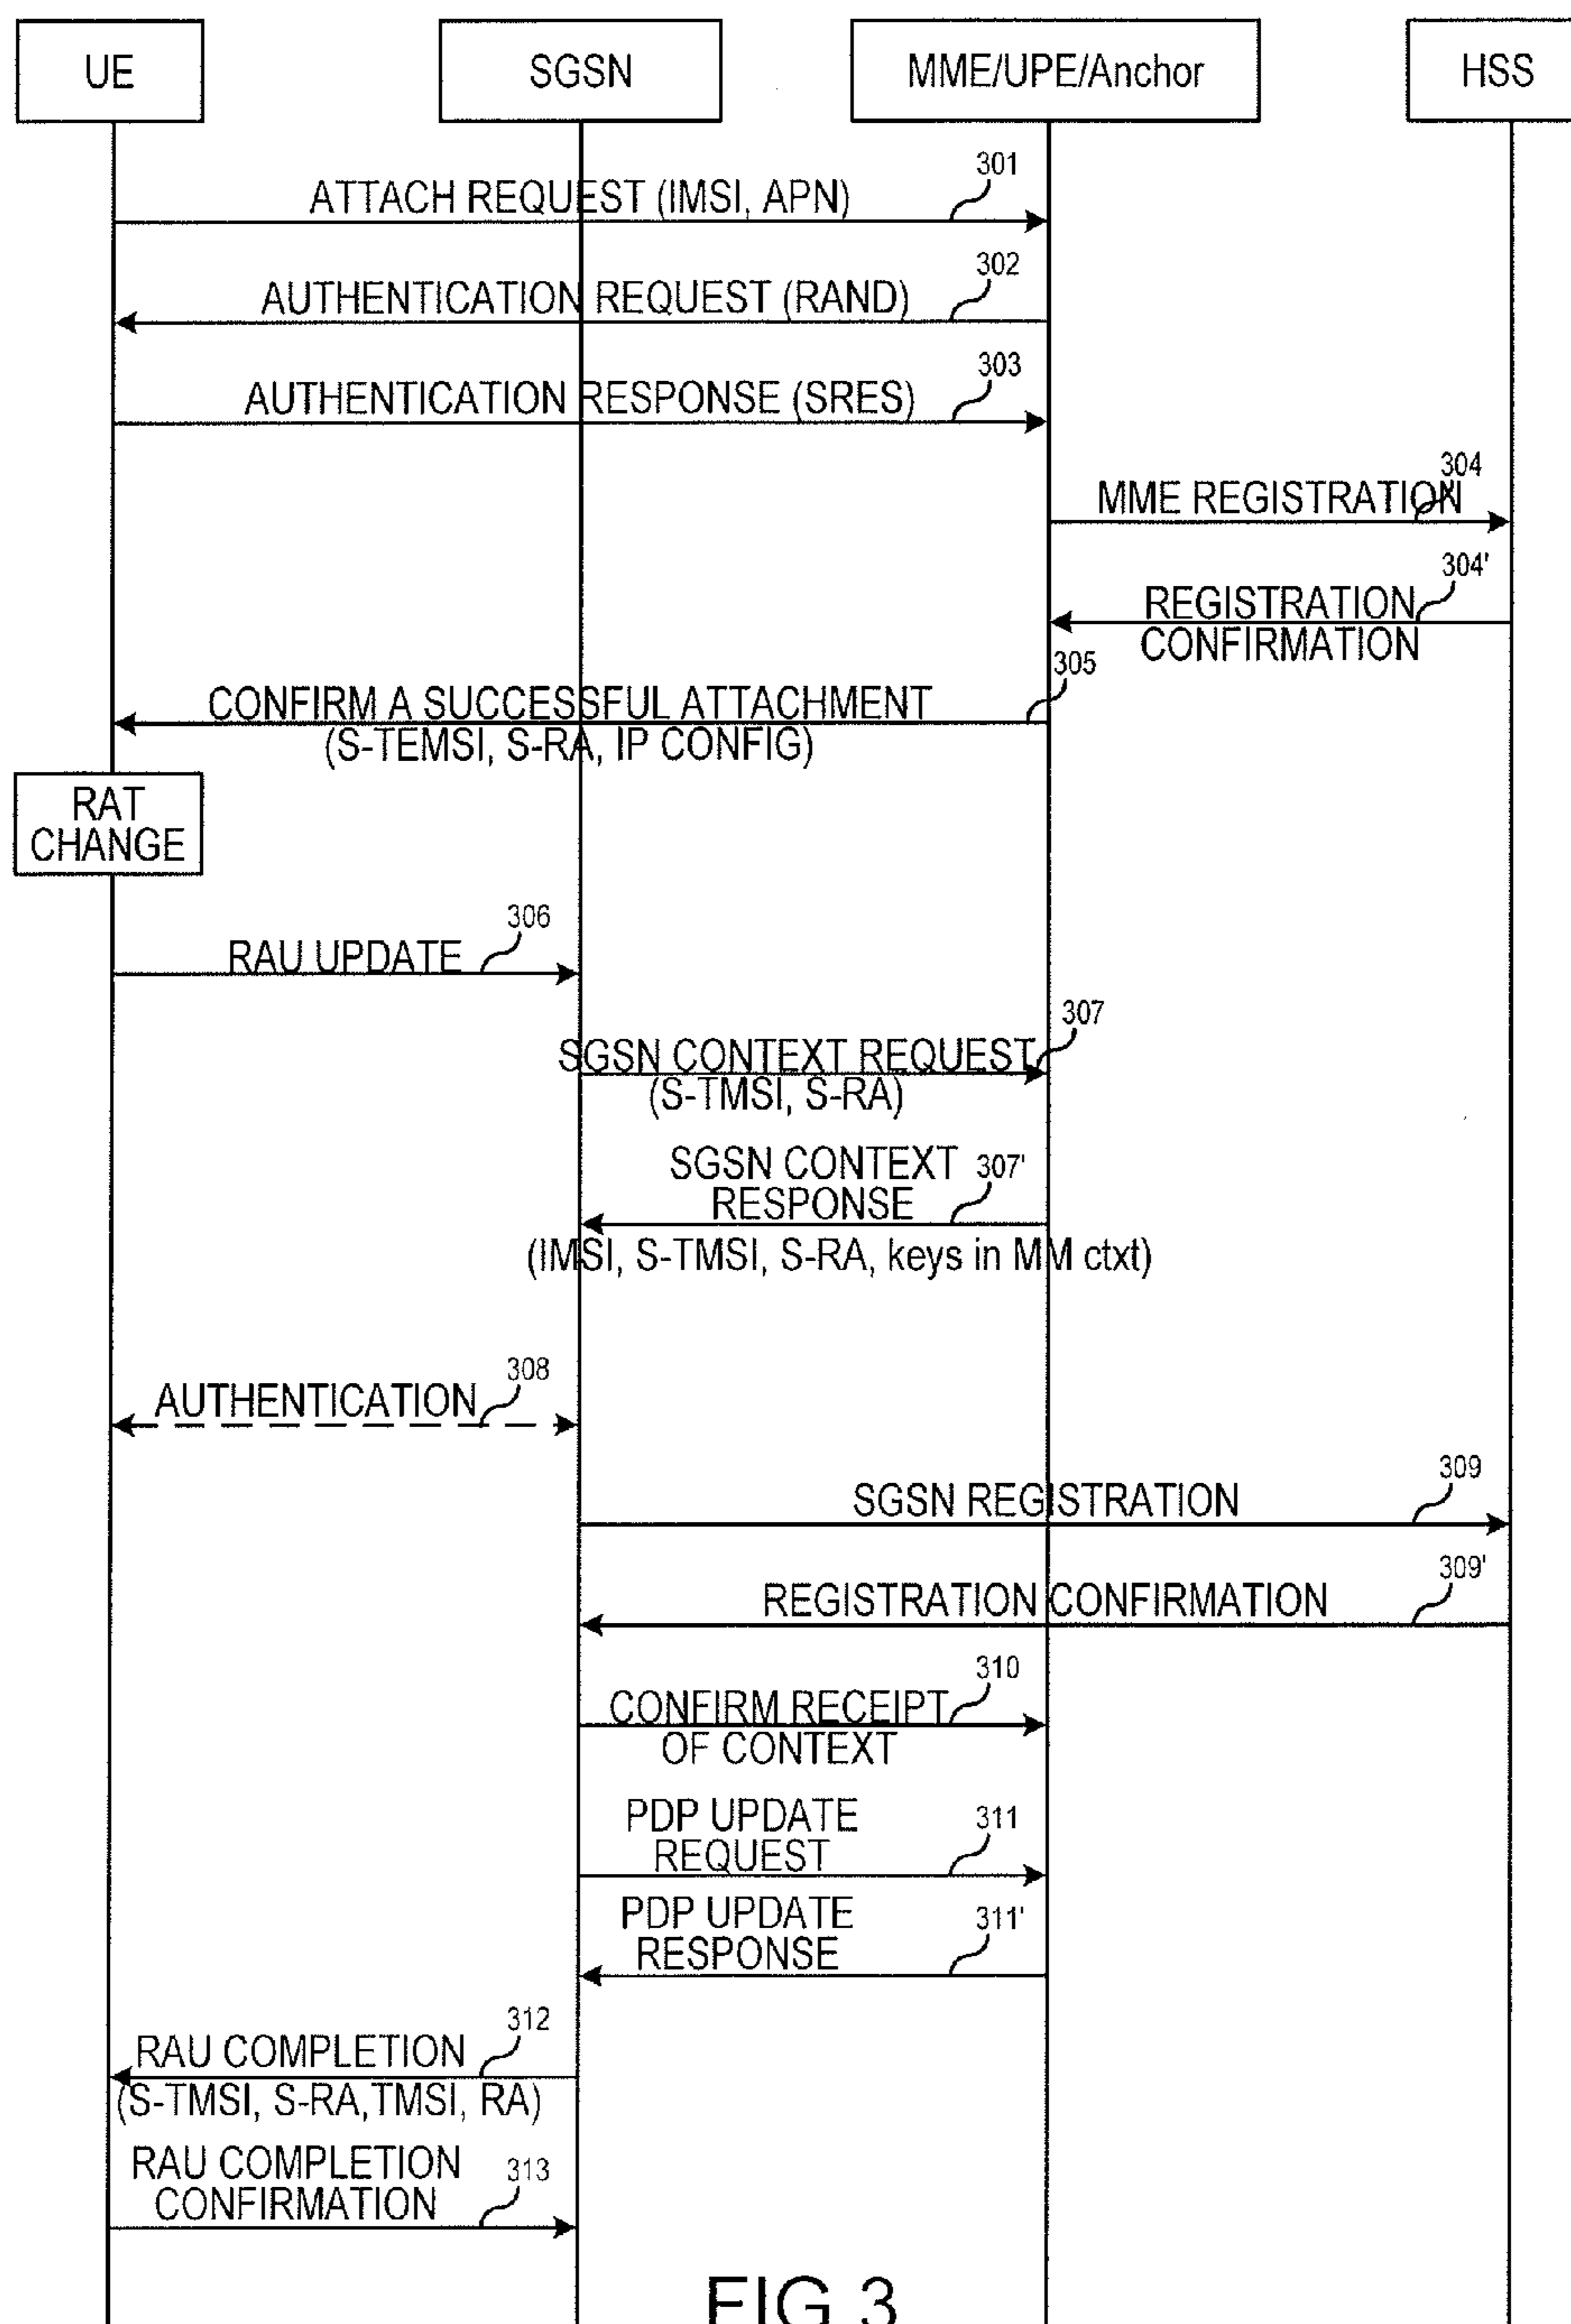 UE
SGSN
MME/UPE/Anchor
HSS
301
ATTACH REQUEST (IMSI, APN)
302
AUTHENTICATION REQUEST (RAND)
303
AUTHENTICATION RESPONSE (SRES)
304
MME REGISTRATION
304'
REGISTRATION
CONFIRMATION
305
CONFIRM A SUCCESSFUL ATTACHMENT
(S-TEMSI, S-RA, IP CONFIG)
RAT
CHANGE
306
RAU UPDATE
307
SGSN CONTEXT REQUEST
(S-TMSI, S-RA)
SGSN CONTEXT
307'
RESPONSE
(IMSI, S-TMSI, S-RA, keys in MM ctxt)
308
AUTHENTICATION
309
SGSN REGISTRATION
309'
REGISTRATION CONFIRMATION
310
CONFIRM RECEIPT
OF CONTEXT
PDP UPDATE
311
REQUEST
PDP UPDATE
311'
RESPONSE
312
RAU COMPLETION
(S-TMSI, S-RA,TMSI, RA)
RAU COMPLETION
313
CONFIRMATION
FIG 3